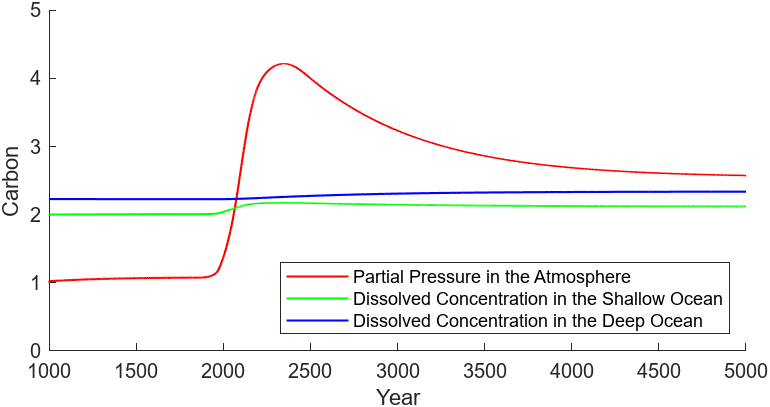 5
4
3
2
1
0
Carbon
Partial Pressure in the Atmosphere
Dissolved Concentration in the Shallow Ocean
Dissolved Concentration in the Deep Ocean
1000 1500 2000 2500 3000 3500 4000 4500 5000
Year